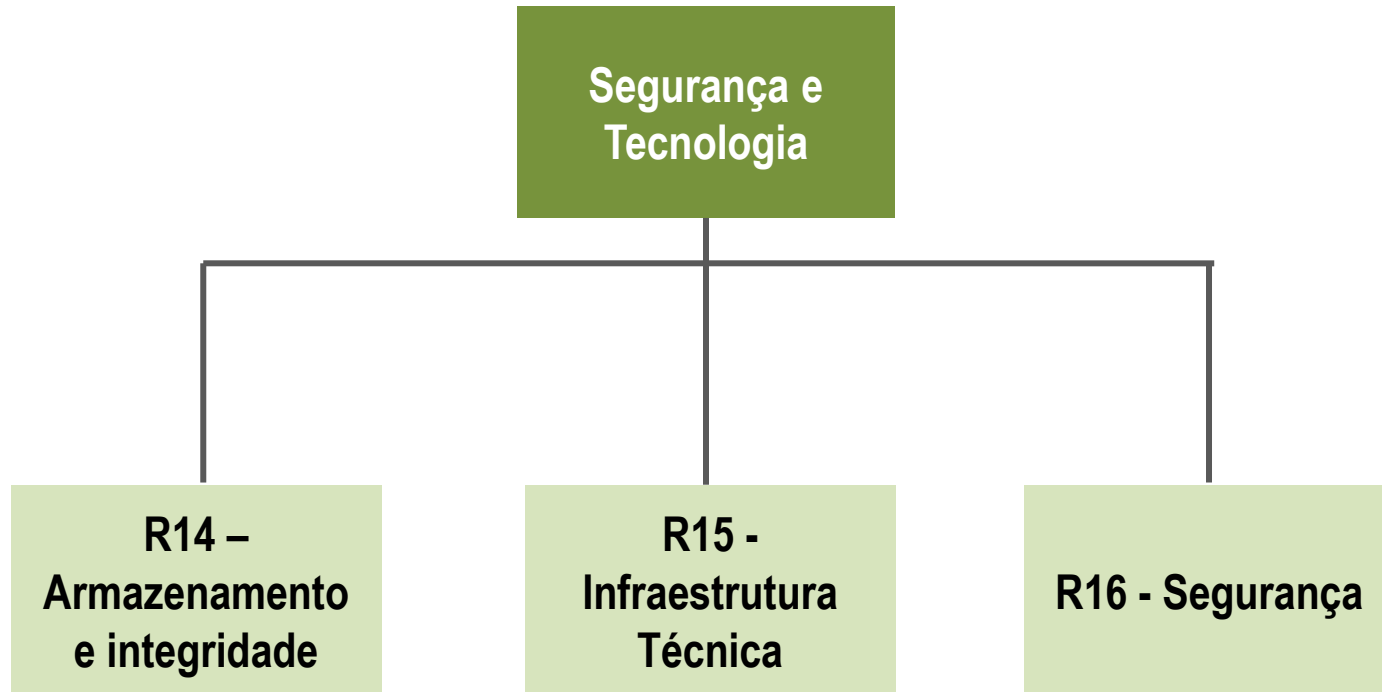 Segurança e
Tecnologia
R14 –
Armazenamento
e integridade
R15 -
Infraestrutura
Técnica
R16 - Segurança